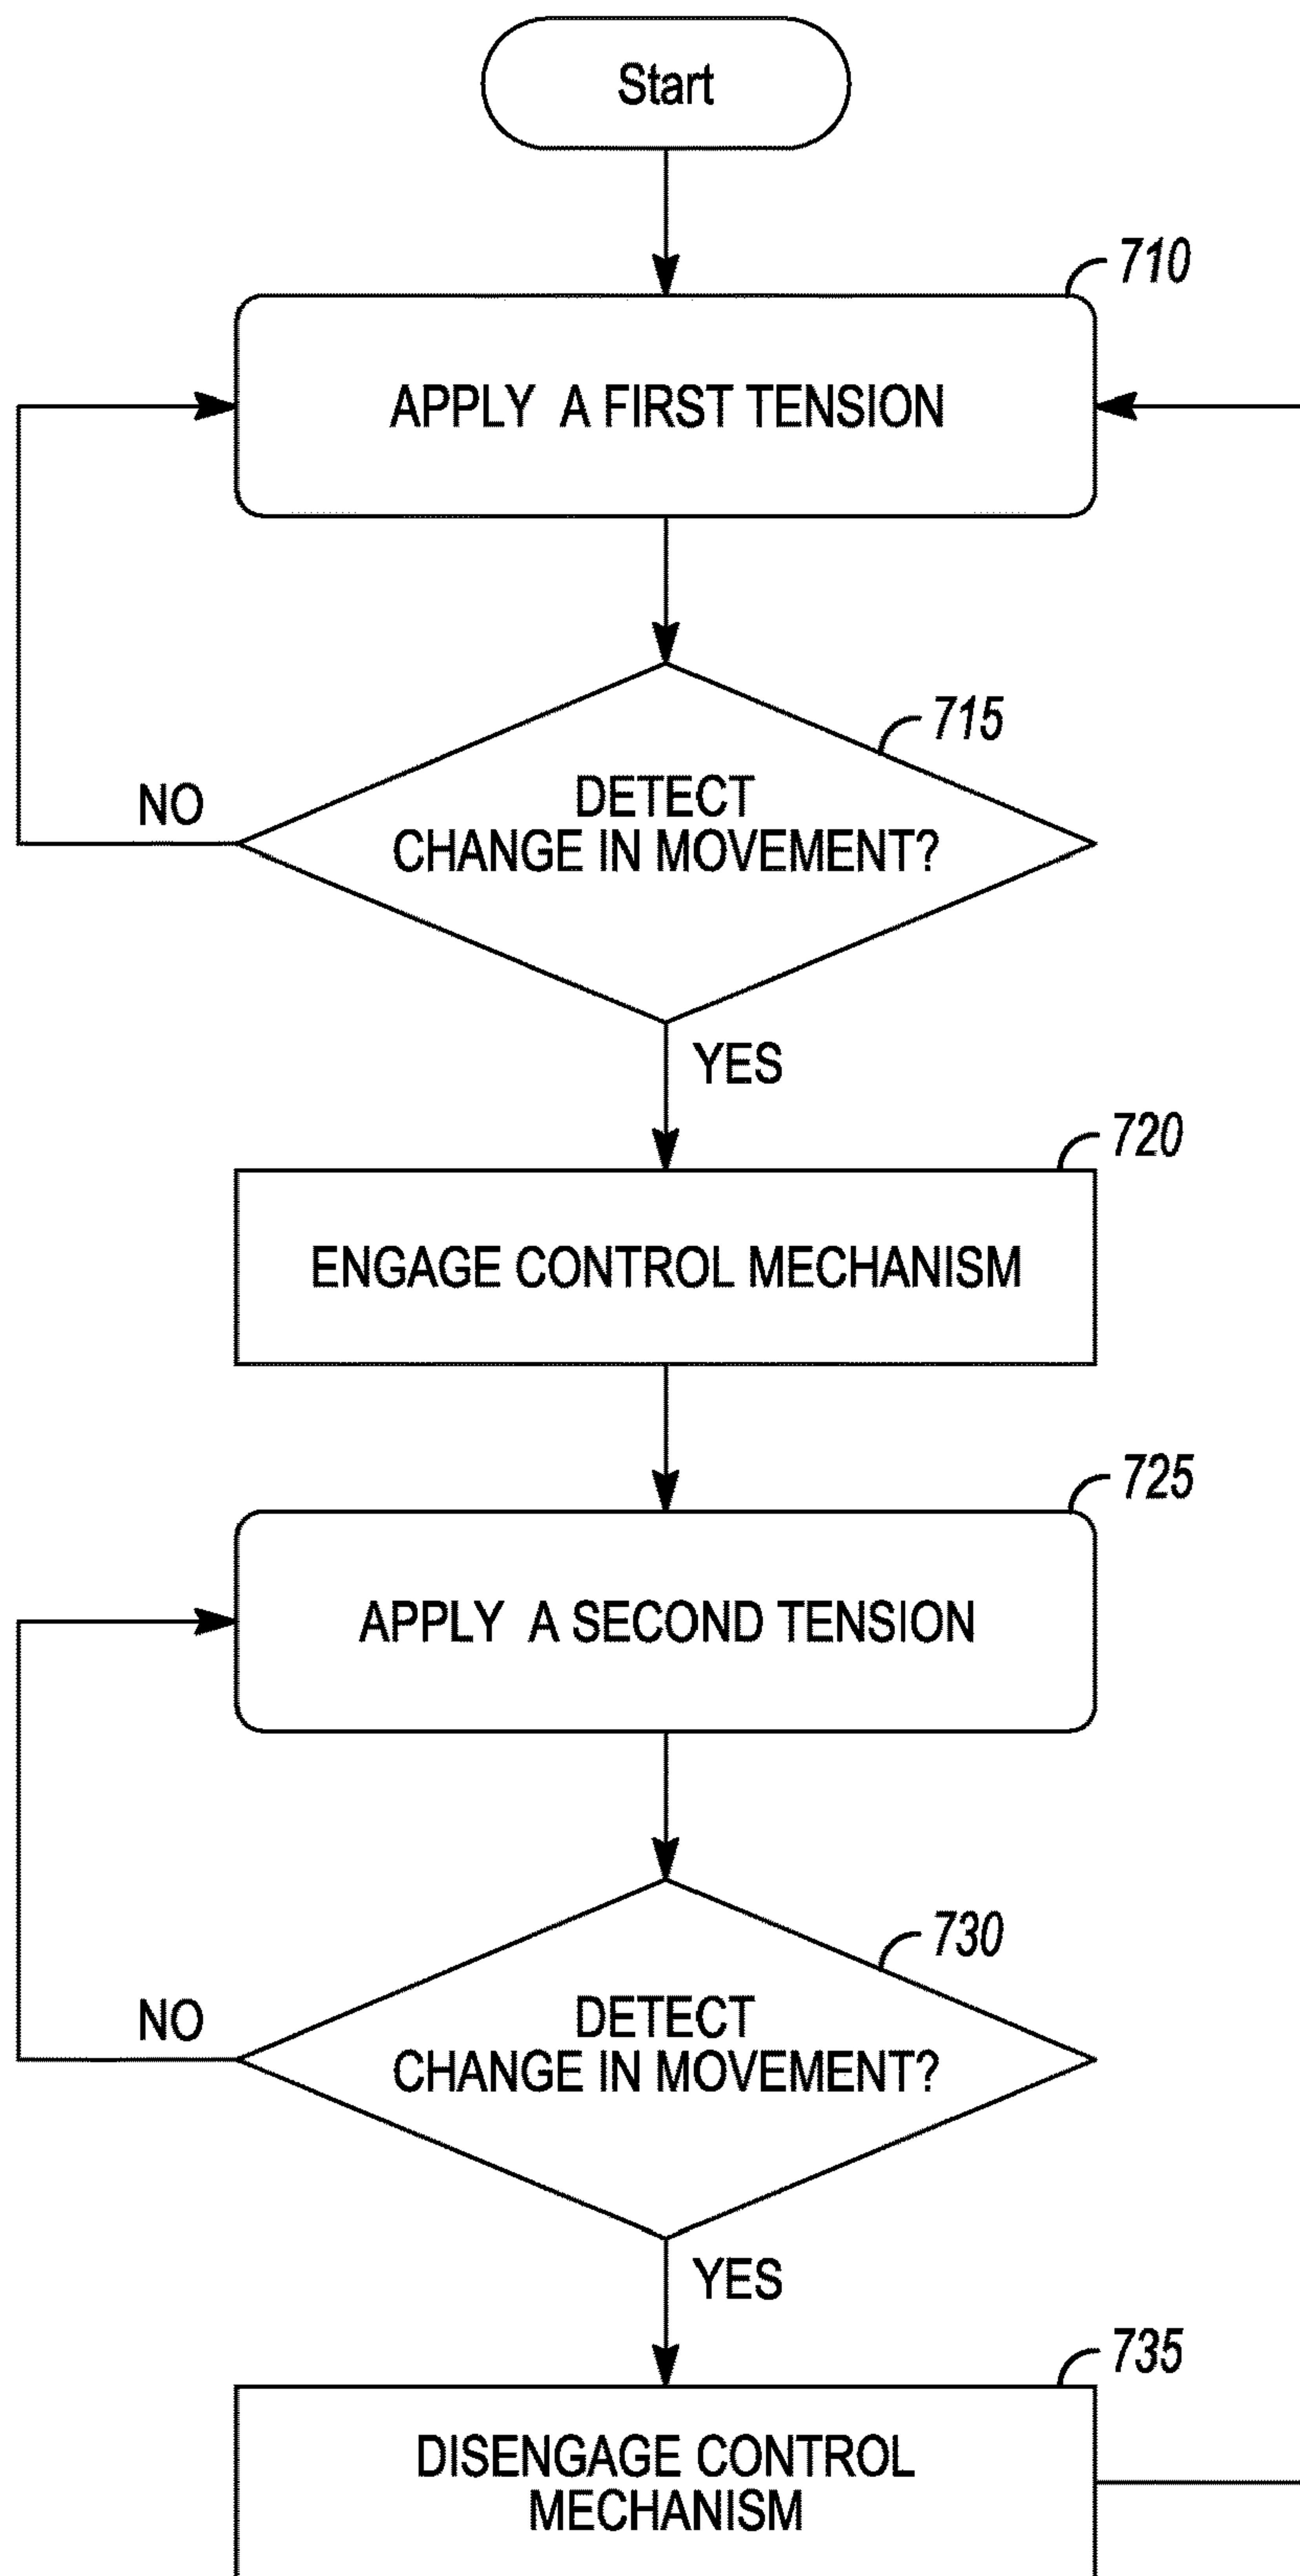 Start
710
APPLY A FIRST TENSION
715
DETECT
CHANGE IN MOVEMENT?
NO
YES
720
ENGAGE CONTROL MECHANISM
725
APPLY A SECOND TENSION
730
DETECT
CHANGE IN MOVEMENT?
NO
YES
735
DISENGAGE CONTROL
MECHANISM